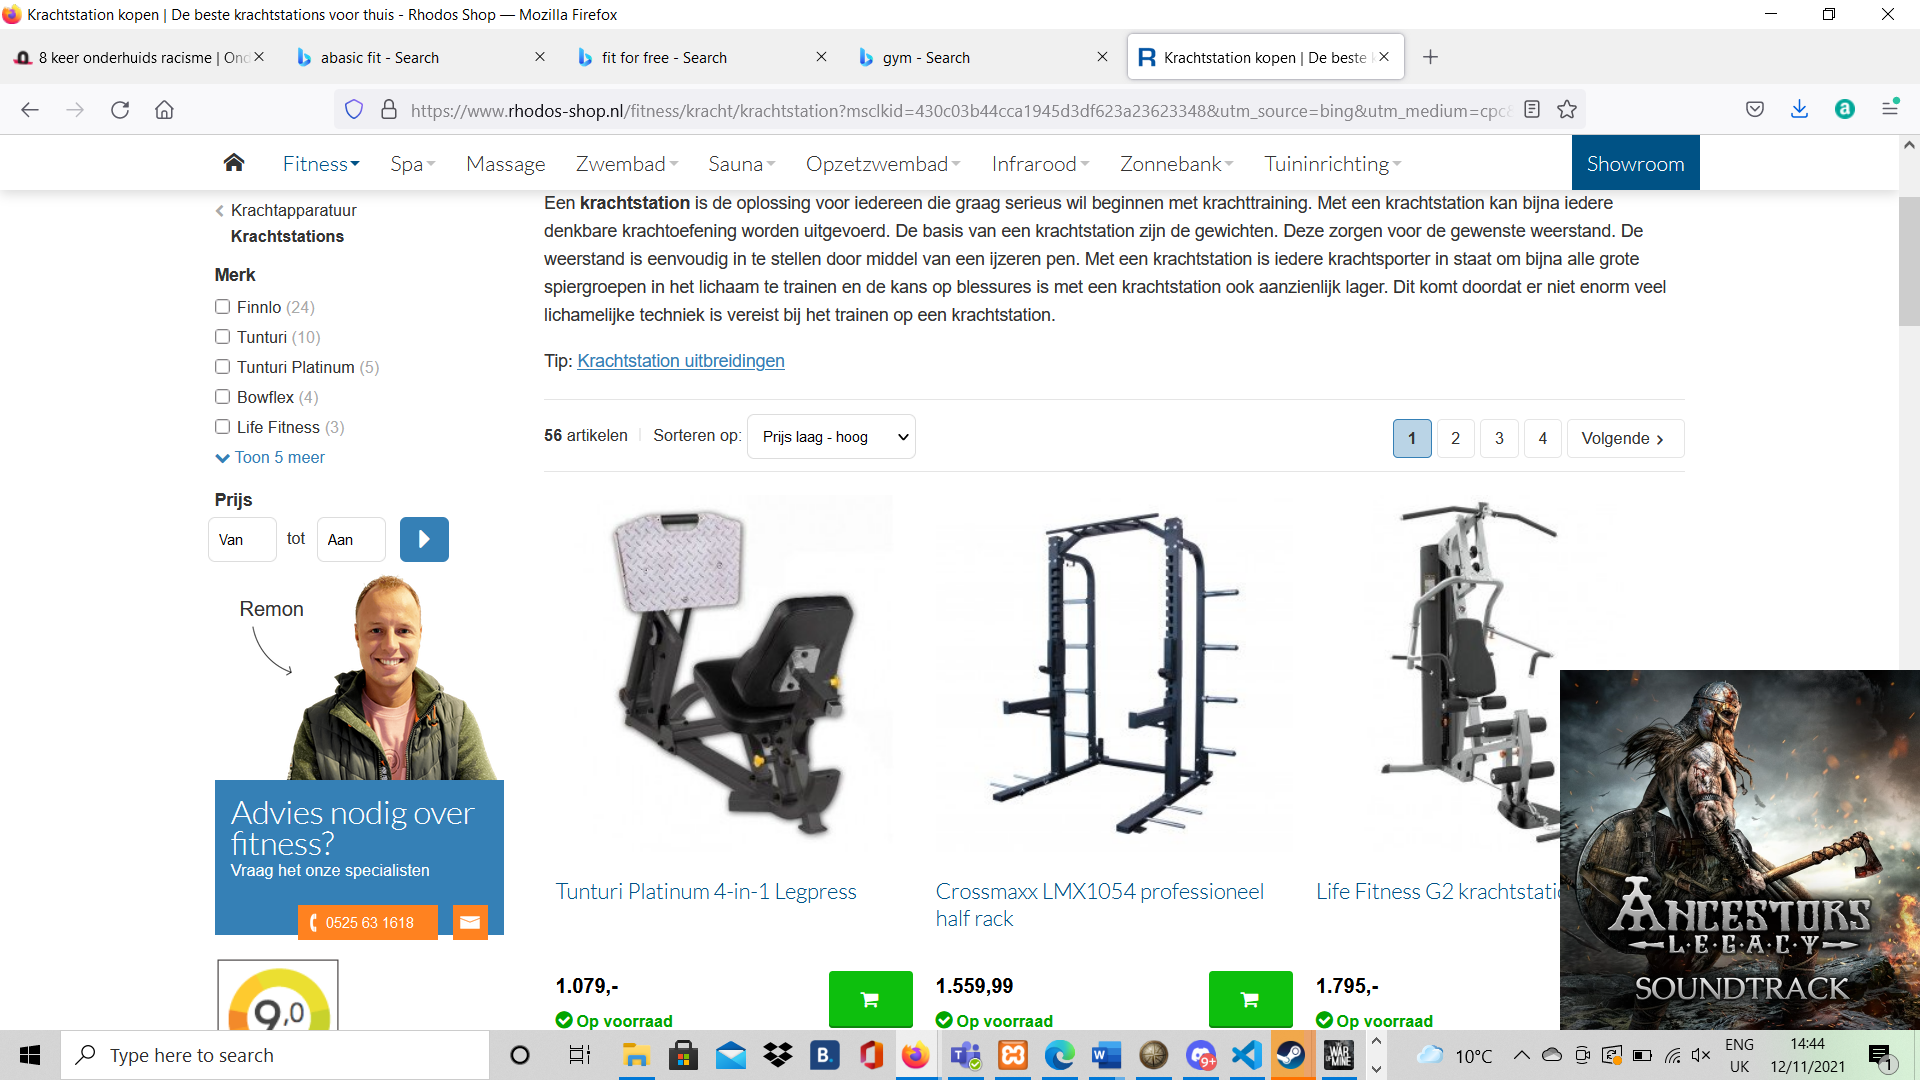 Krachtstation kopen | De beste krachtstations voor thuis - Rhodos Shop — Mozilla Firefox
8 keer onderhuids racisme | Ond
abasic fit - Search
fit for free - Search
gym - Search
Krachtstation kopen | De beste k
https://www.rhodos-shop.nl/fitness/kracht/krachtstation?msclkid=430c03b44cca1945d3df623a23623348&utm_source=bing&utm_medium=cpc&
Fitness
Spa
Massage
Zwembad
Sauna
Opzetzwembad
Infrarood
Zonnebank
Tuininrichting
Showroom
Krachtapparatuur
Krachtstations
Merk
Finnlo (24)
Tunturi (10)
Tunturi Platinum (5)
Bowflex (4)
Life Fitness (3)
Toon 5 meer
Prijs
Van tot Aan
Remon
Advies nodig over
fitness?
Vraag het onze specialisten
0525 63 1618
9,0
Een krachtstation is de oplossing voor iedereen die graag serieus wil beginnen met krachttraining. Met een krachtstation kan bijna iedere
denkbare krachtoefening worden uitgevoerd. De basis van een krachtstation zijn de gewichten. Deze zorgen voor de gewenste weerstand. De
weerstand is eenvoudig in te stellen door middel van een ijzeren pen. Met een krachtstation is iedere krachtsporter in staat om bijna alle grote
spiergroepen in het lichaam te trainen en de kans op blessures is met een krachtstation ook aanzienlijk lager. Dit komt doordat er niet enorm veel
lichamelijke techniek is vereist bij het trainen op een krachtstation.
Tip: Krachtstation uitbreidingen
56 artikelen
Sorteren op: Prijs laag - hoog
1 2 3 4 Volgende
Tunturi Platinum 4-in-1 Legpress
1.079,-
Op voorraad
Crossmaxx LMX1054 professioneel
half rack
1.559,99
Op voorraad
Life Fitness G2 krachtstatio
1.795,-
Op voorraad
ANCESTORS
LEGACY
SOUNDTRACK
Type here to search
B.
9+
WAR
MINE
10°C
ENG
UK
14:44
12/11/2021
1